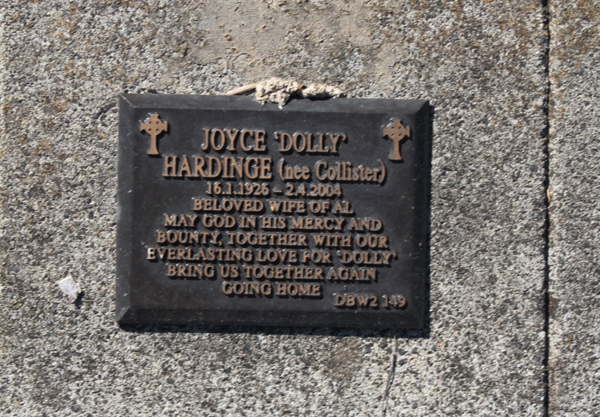 JOYCE 'DOLLY'
HARDINGE (nee Collister)
16.1.1926 - 2.4.2004
BELOVED WIFE OF AL
MAY GOD IN HIS MERCY AND
BOUNTY, TOGETHER WITH OUR
EVERLASTING LOVE FOR 'DOLLY'
BRING US TOGETHER AGAIN
GOING HOME
DBW2 149